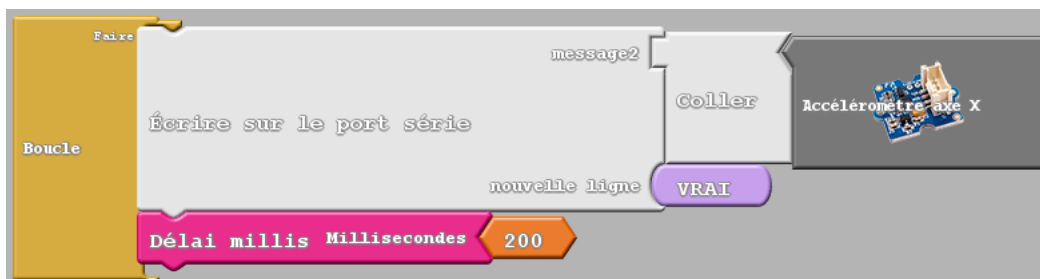 Faire
message2
Coller
Accéléromètre axe X
Écrire sur le port série
Boucle
nouvelle ligne
VRAI
Délai millis Millisecondes 200